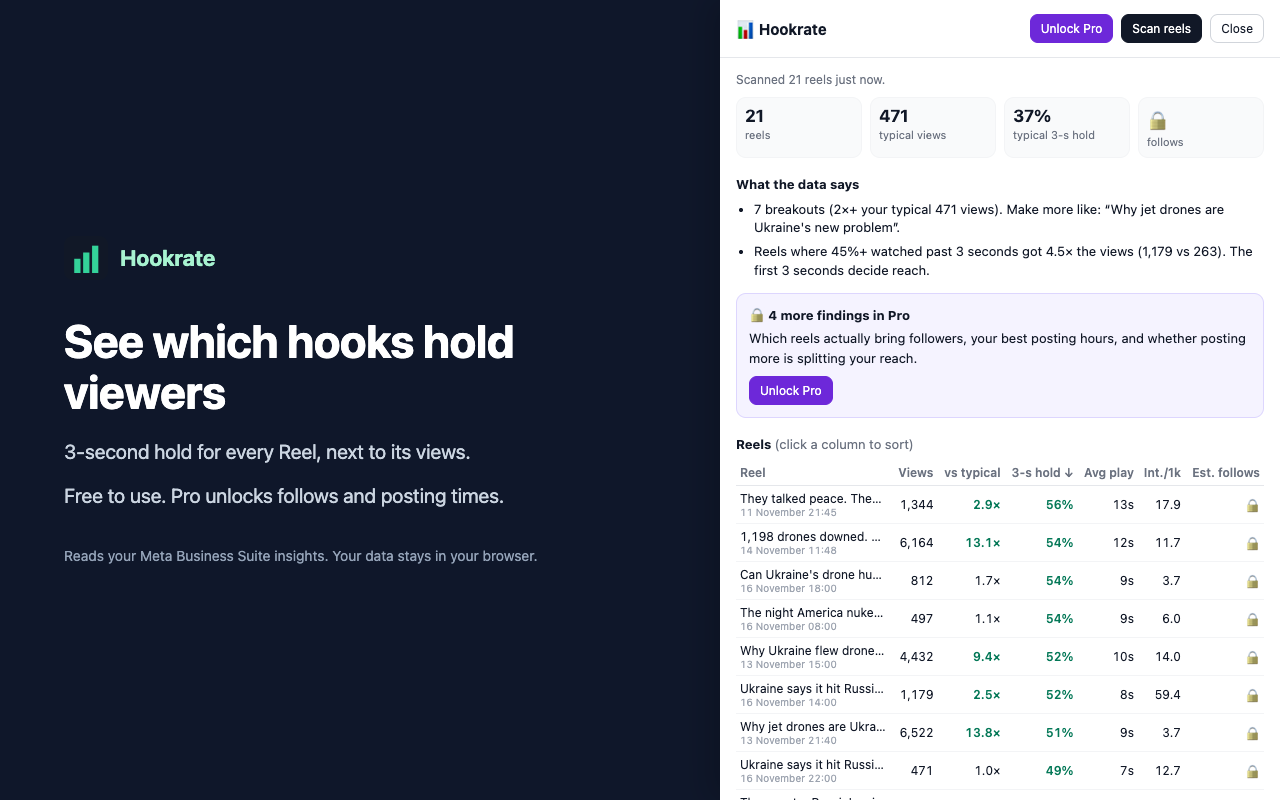 Hookrate
See which hooks hold
viewers
3-second hold for every Reel, next to its views.
Free to use. Pro unlocks follows and posting times.
Reads your Meta Business Suite insights. Your data stays in your browser.
Hookrate
Unlock Pro
Scan reels
Close
Scanned 21 reels just now.
21
reels
471
typical views
37%
typical 3-s hold
follows
What the data says
• 7 breakouts (2×+ your typical 471 views). Make more like: “Why jet drones are
Ukraine's new problem”.
• Reels where 45%+ watched past 3 seconds got 4.5× the views (1,179 vs 263). The
first 3 seconds decide reach.
4 more findings in Pro
Which reels actually bring followers, your best posting hours, and whether posting
more is splitting your reach.
Unlock Pro
Reels (click a column to sort)
Reel Views vs typical 3-s hold ↓ Avg play Int./1k Est. follows
They talked peace. The… 1,344 2.9× 56% 13s 17.9
11 November 21:45
1,198 drones downed. … 6,164 13.1× 54% 12s 11.7
14 November 11:48
Can Ukraine's drone hu… 812 1.7× 54% 9s 3.7
16 November 18:00
The night America nuke… 497 1.1× 54% 9s 6.0
16 November 08:00
Why Ukraine flew drone… 4,432 9.4× 52% 10s 14.0
13 November 15:00
Ukraine says it hit Russi… 1,179 2.5× 52% 8s 59.4
16 November 14:00
Why jet drones are Ukra… 6,522 13.8× 51% 9s 3.7
13 November 21:40
Ukraine says it hit Russi… 471 1.0× 49% 7s 12.7
16 November 22:00